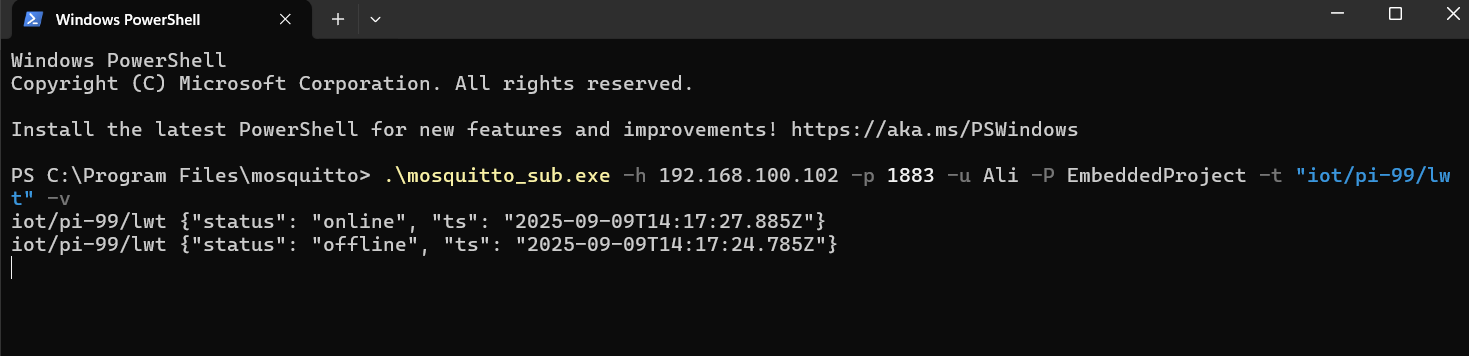 Windows PowerShell
Windows PowerShell
Copyright (C) Microsoft Corporation. All rights reserved.
Install the latest PowerShell for new features and improvements! https://aka.ms/PSWindows
PS C:\Program Files\mosquitto> .\mosquitto_sub.exe -h 192.168.100.102 -p 1883 -u Ali -P EmbeddedProject -t "iot/pi-99/lw
t" -v
iot/pi-99/lwt {"status": "online", "ts": "2025-09-09T14:17:27.885Z"}
iot/pi-99/lwt {"status": "offline", "ts": "2025-09-09T14:17:24.785Z"}